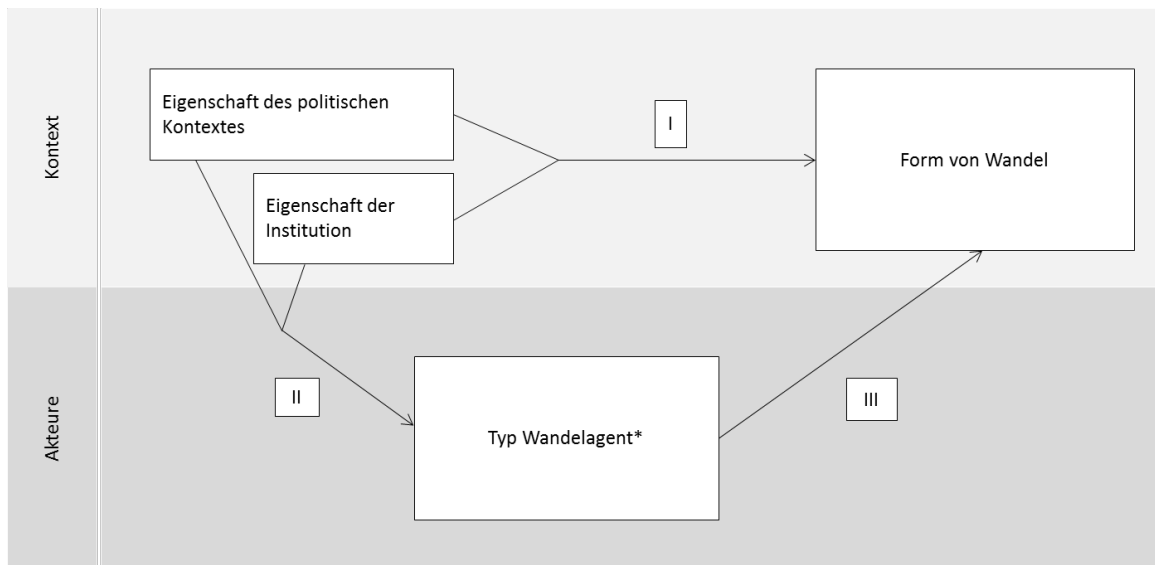 Kontext
Eigenschaft des politischen
Kontextes
I
Form von Wandel
Eigenschaft der
Institution
Akteure
II
III
Typ Wandelagent*